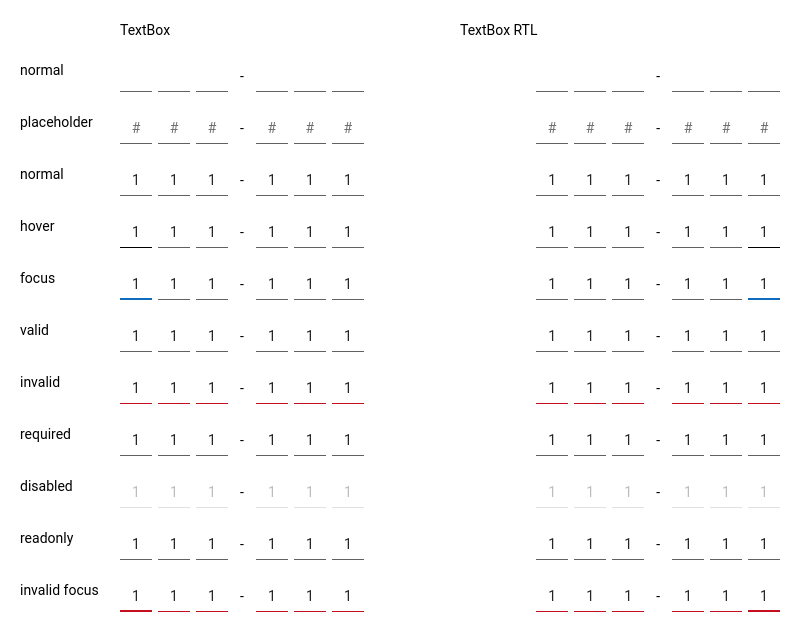 TextBox TextBox RTL
normal - -
placeholder # # # - # # # # # # - # # #
normal 1 1 1 - 1 1 1 1 1 1 - 1 1 1
hover 1 1 1 - 1 1 1 1 1 1 - 1 1 1
focus 1 1 1 - 1 1 1 1 1 1 - 1 1 1
valid 1 1 1 - 1 1 1 1 1 1 - 1 1 1
invalid 1 1 1 - 1 1 1 1 1 1 - 1 1 1
required 1 1 1 - 1 1 1 1 1 1 - 1 1 1
disabled 1 1 1 - 1 1 1 1 1 1 - 1 1 1
readonly 1 1 1 - 1 1 1 1 1 1 - 1 1 1
invalid focus 1 1 1 - 1 1 1 1 1 1 - 1 1 1